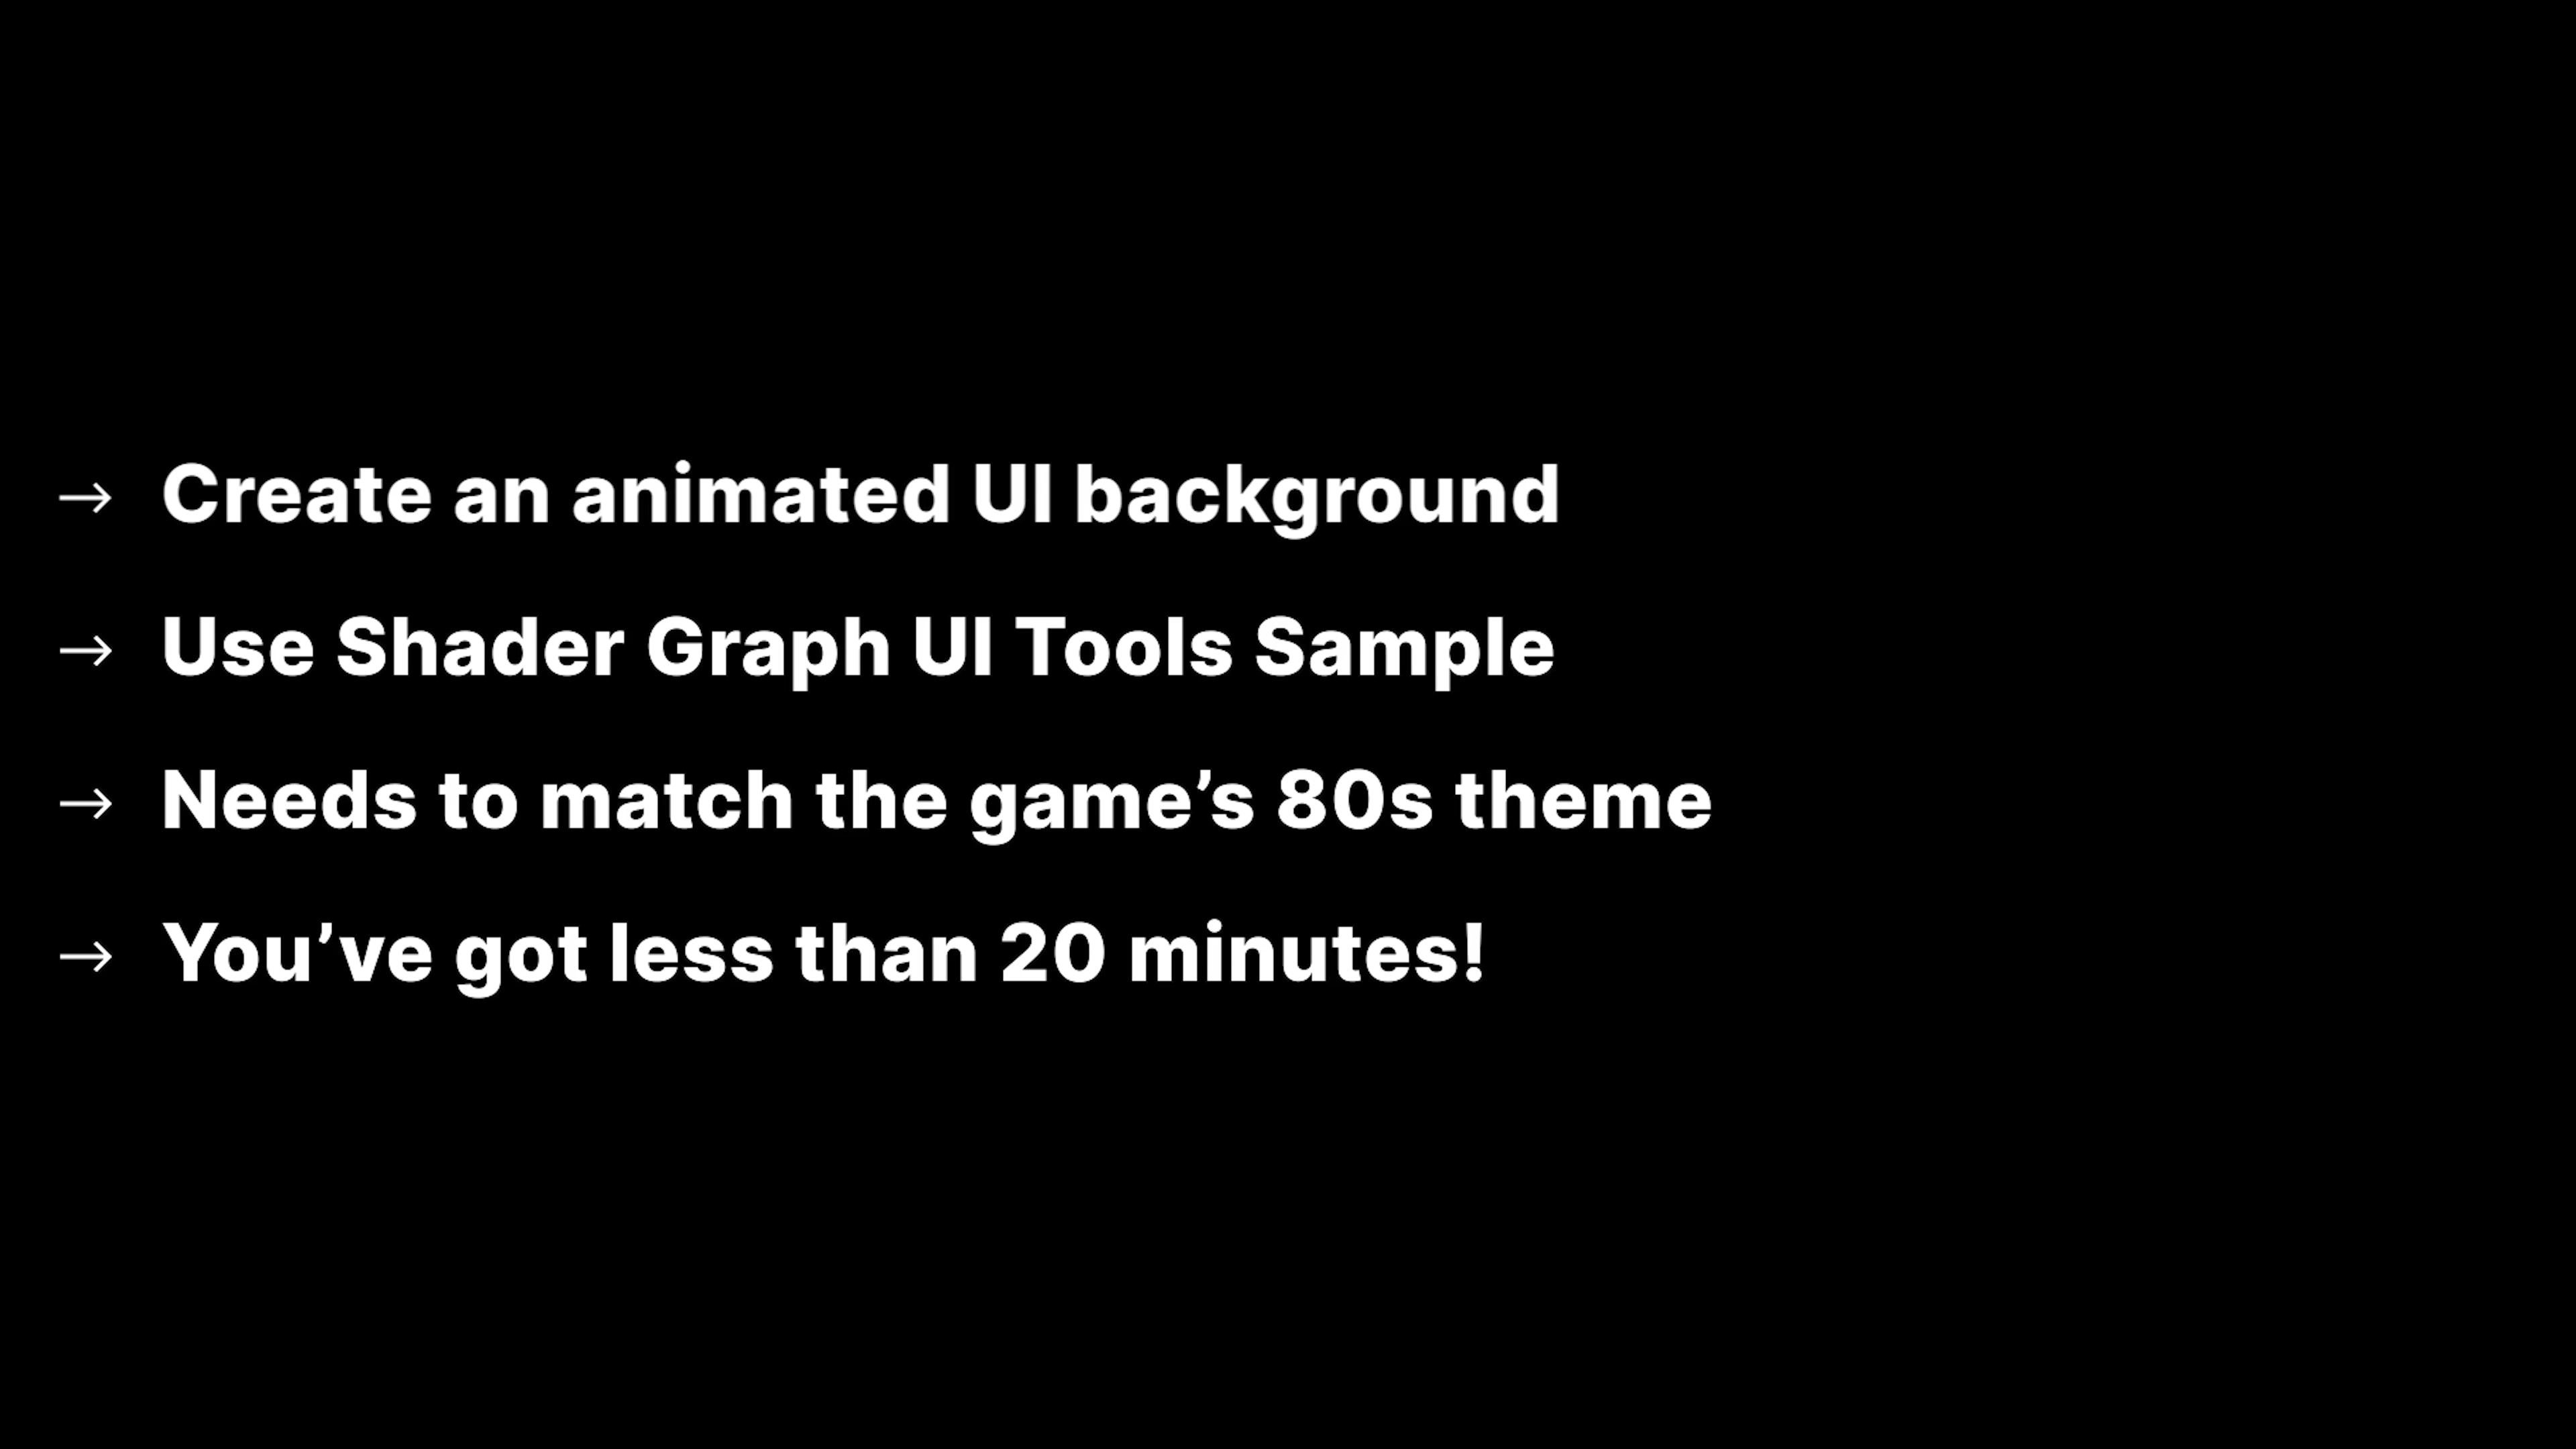 → Create an animated UI background
→ Use Shader Graph UI Tools Sample
→ Needs to match the game’s 80s theme
→ You’ve got less than 20 minutes!